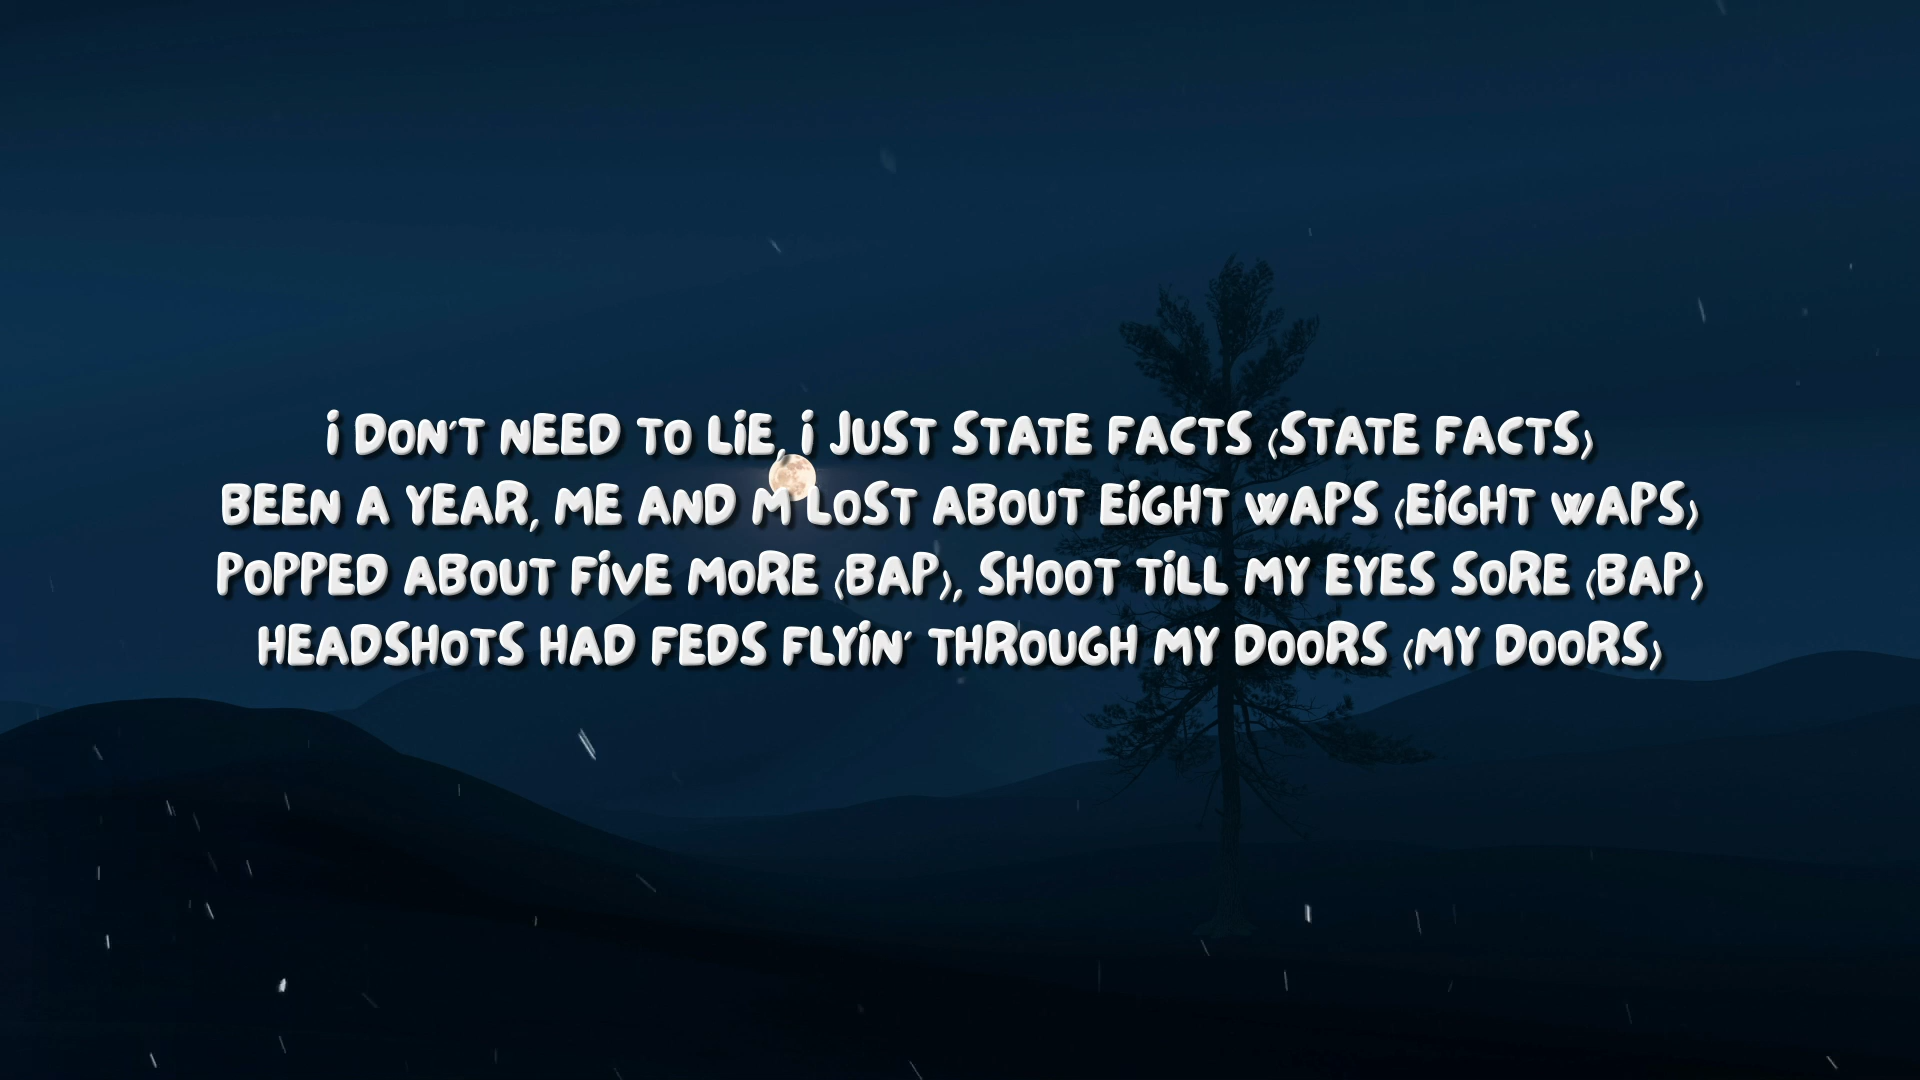 I DON'T NEED TO LIE, I JUST STATE FACTS (STATE FACTS)
BEEN A YEAR, ME AND M LOST ABOUT EIGHT WAPS (EIGHT WAPS)
POPPED ABOUT FIVE MORE (BAP), SHOOT TILL MY EYES SORE (BAP)
HEADSHOTS HAD FEDS FLYIN' THROUGH MY DOORS (MY DOORS)